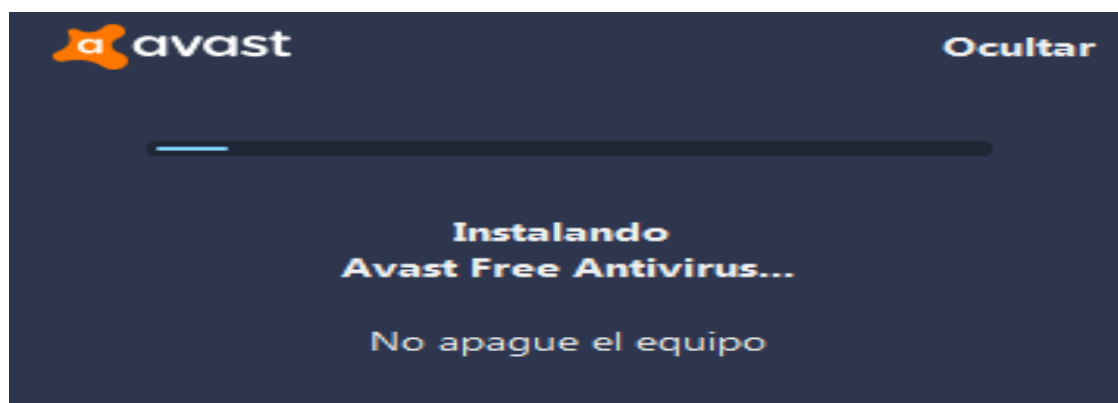 avast
Ocultar
Instalando
Avast Free Antivirus...
No apague el equipo